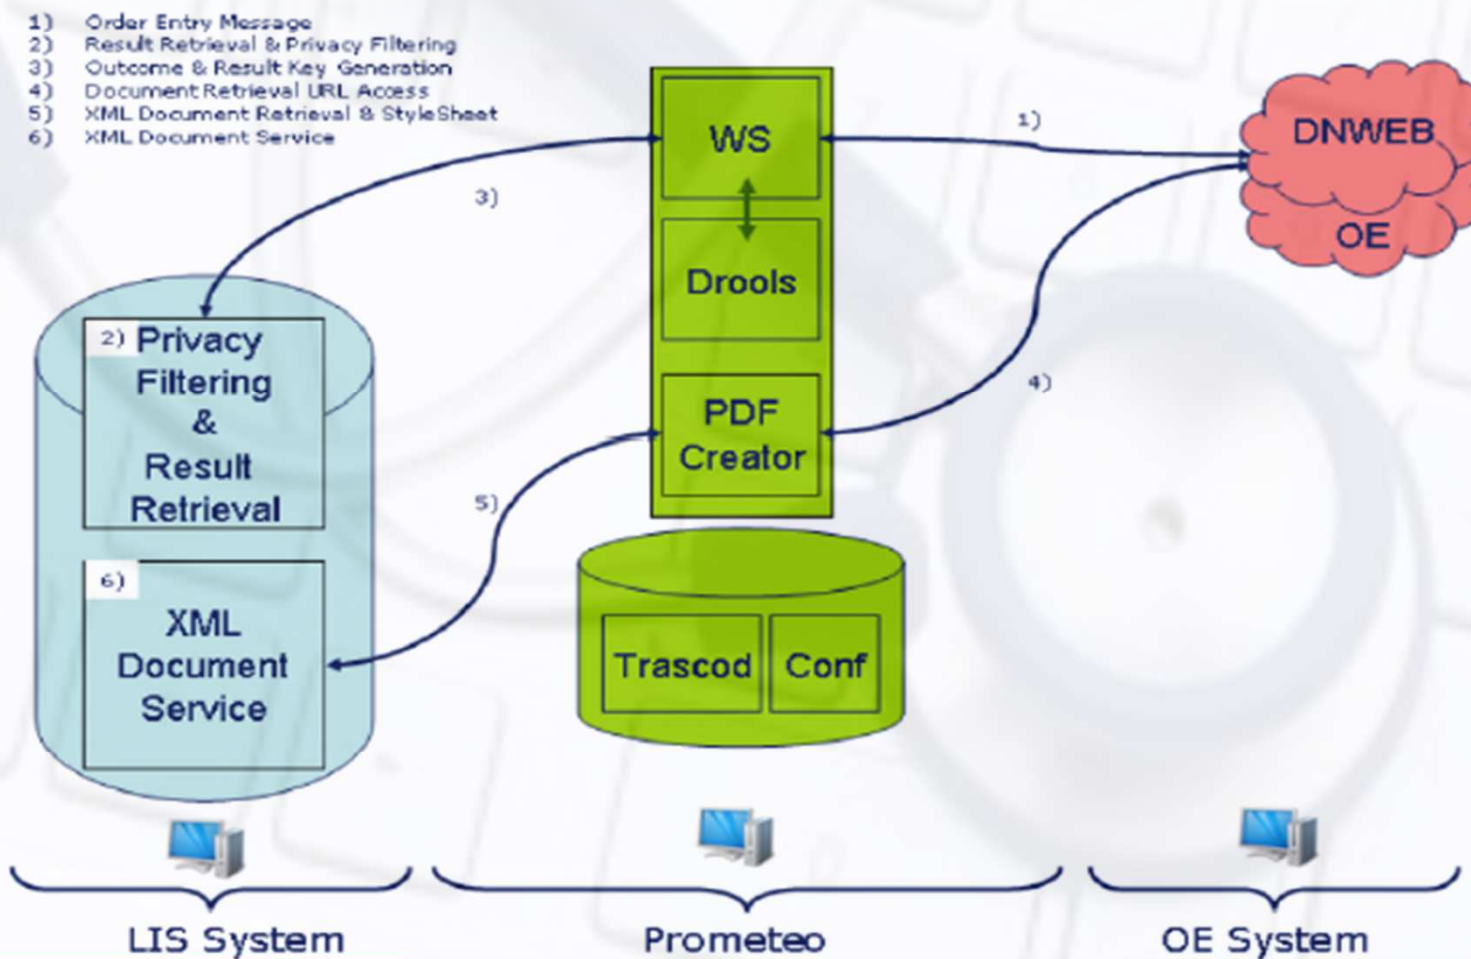 1) Order Entry Message
2) Result Retrieval & Privacy Filtering
3) Outcome & Result Key Generation
4) Document Retrieval URL Access
5) XML Document Retrieval & StyleSheet
6) XML Document Service
WS
1)
DNWEB
OE
3)
Drools
2) Privacy
Filtering
&
Result
Retrieval
4)
PDF
Creator
5)
6)
XML
Document
Service
Trascod
Conf
LIS System
Prometeo
OE System